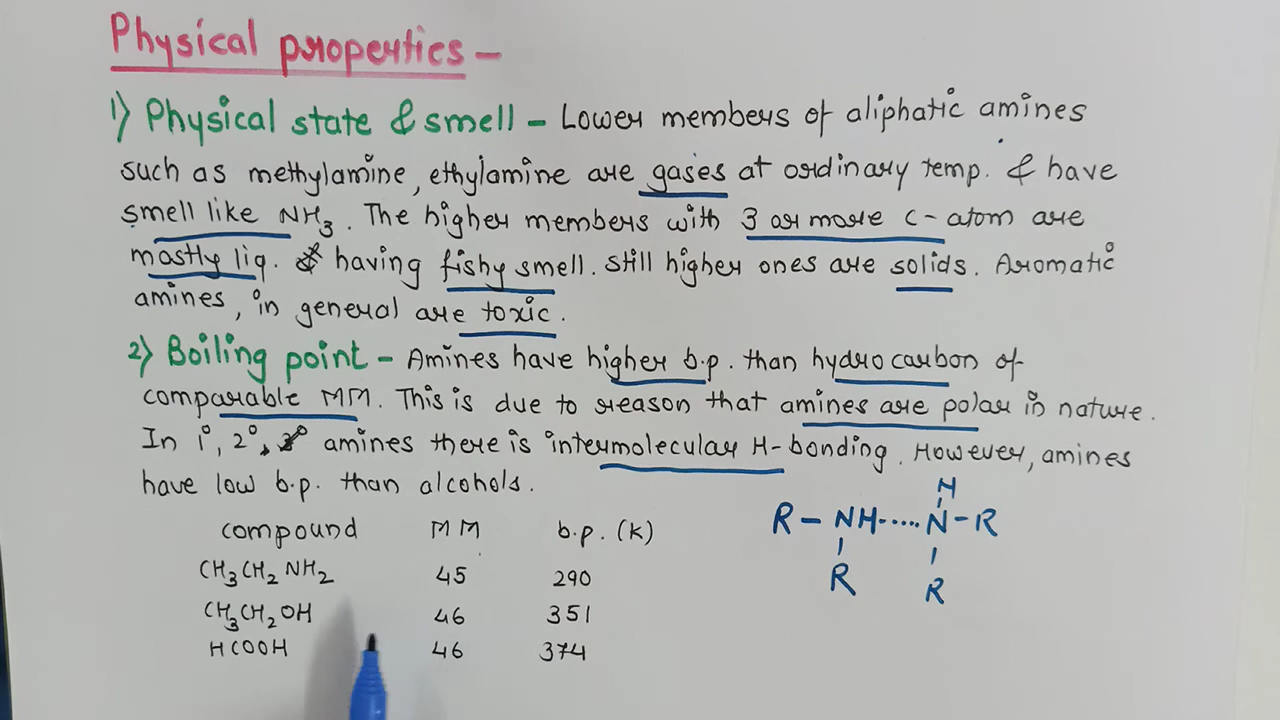 Physical properties -
1) Physical state & smell - Lower members of aliphatic amines
such as methylamine, ethylamine are gases at ordinary temp. & have
smell like NH₃. The higher members with 3 or more C-atom are
mostly liq. & having fishy smell. Still higher ones are solids. Aromatic
amines, in general are toxic.
2) Boiling point - Amines have higher b.p. than hydrocarbon of
comparable MM. This is due to reason that amines are polar in nature.
In 1°, 2°, amines there is intermolecular H-bonding. However, amines
have low b.p. than alcohols.
compound MM b.p. (K)
CH₃CH₂NH₂ 45 290
CH₃CH₂OH 46 351
HCOOH 46 374
H
R - NH ..... N - R
R R